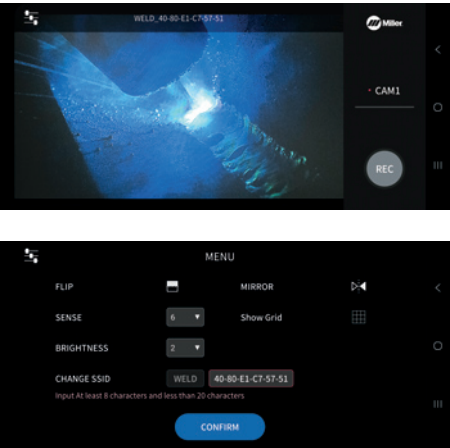 WELD_40-80-E1-C7-57-51
Miller
CAM1
REC
MENU
FLIP
MIRROR
SENSE 6 Show Grid
BRIGHTNESS 2
CHANGE SSID WELD 40-80-E1-C7-57-51
Input At least 8 characters and less than 20 characters
CONFIRM